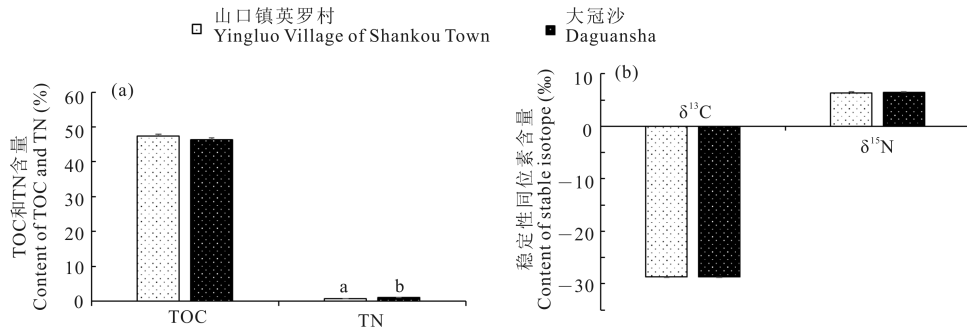 山口镇英罗村
Yingluo Village of Shankou Town
大冠沙
Daguansha
(a)
TOC和TN含量
Content of TOC and TN (%)
60
50
40
30
20
10
0
a
b
TOC
TN
(b)
稳定性同位素含量
Content of stable isotope (‰)
10
0
−10
−20
−30
δ¹³C
δ¹⁵N